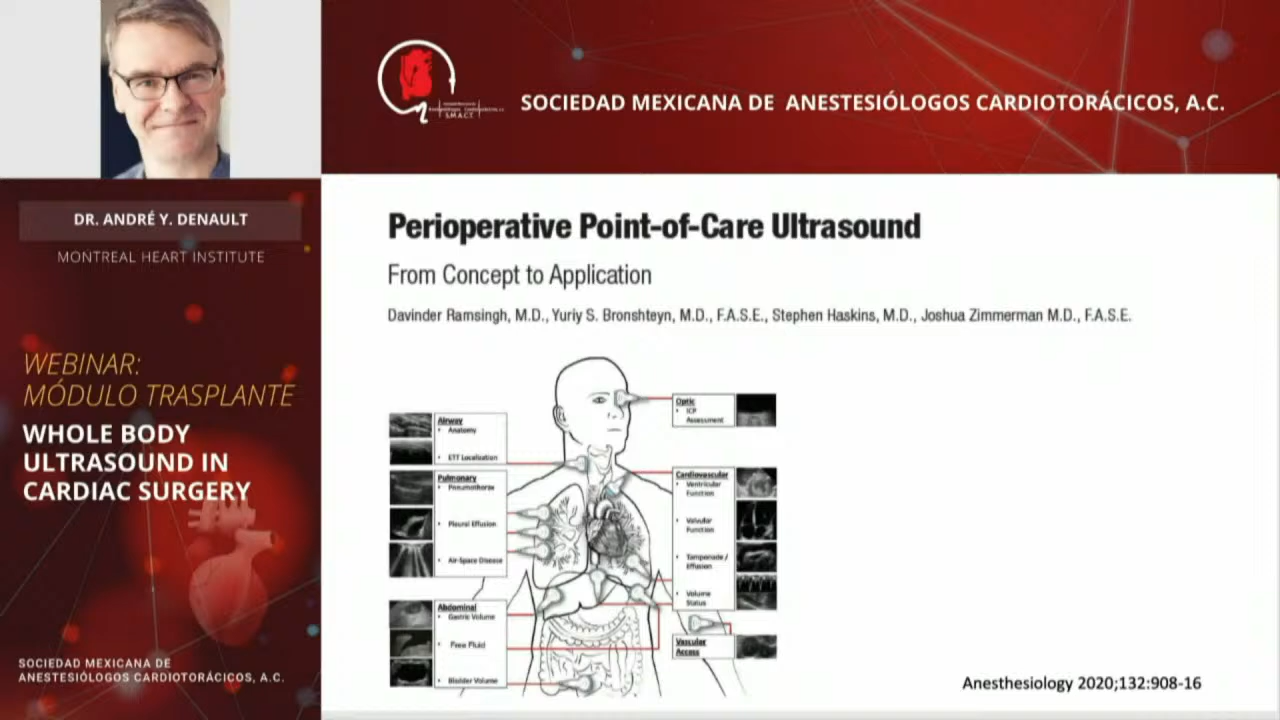 SOCIEDAD MEXICANA DE ANESTESIÓLOGOS CARDIOTORÁCICOS, A.C.
S.M.A.C.T.
DR. ANDRÉ Y. DENAULT
MONTREAL HEART INSTITUTE
WEBINAR:
MÓDULO TRASPLANTE
WHOLE BODY
ULTRASOUND IN
CARDIAC SURGERY
SOCIEDAD MEXICANA DE
ANESTESIÓLOGOS CARDIOTORÁCICOS, A.C.
Perioperative Point-of-Care Ultrasound
From Concept to Application
Davinder Ramsingh, M.D., Yuriy S. Bronshteyn, M.D., F.A.S.E., Stephen Haskins, M.D., Joshua Zimmerman M.D., F.A.S.E.
Airway
• Anatomy
• ETT Localization
Pulmonary
• Pneumothorax
• Pleural Effusion
• Air-Space Disease
Abdominal
• Gastric Volume
• Free Fluid
• Bladder Volume
Optic
• ICP
Assessment
Cardiovascular
• Ventricular
Function
• Valvular
Function
• Tamponade /
Effusion
• Volume
Status
Vascular
Access
Anesthesiology 2020;132:908-16